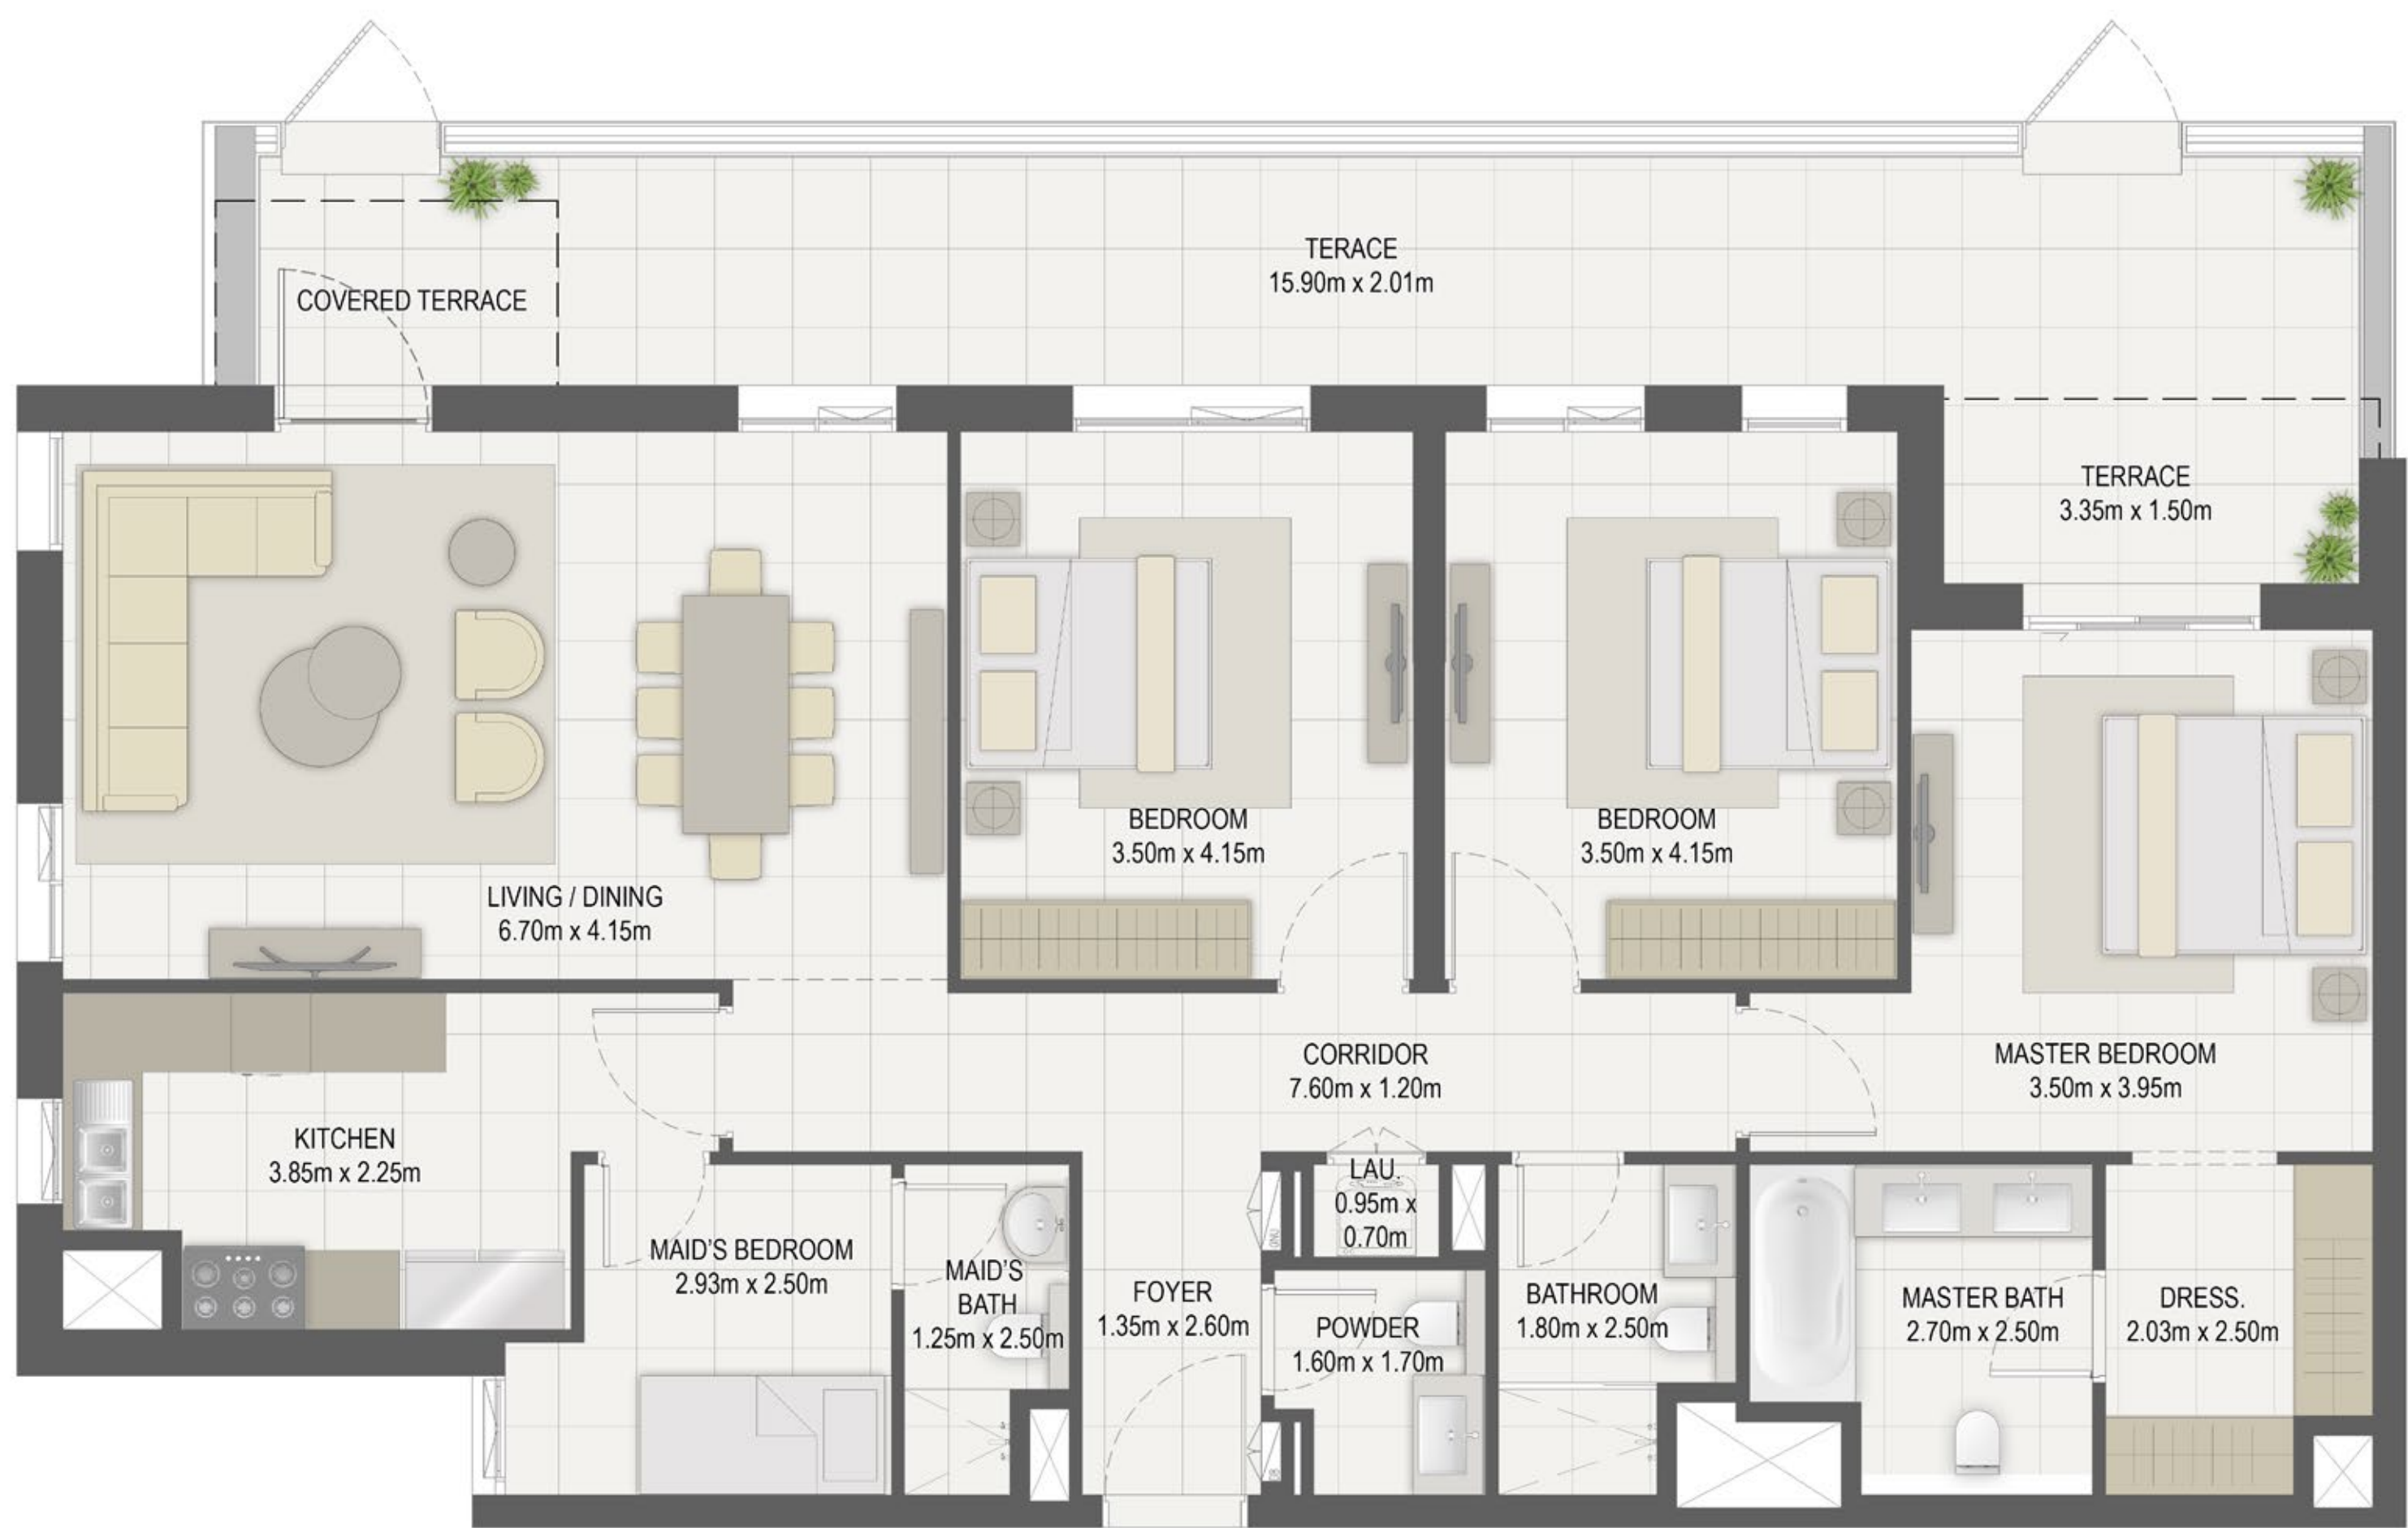 TERACE
15.90m x 2.01m
COVERED TERRACE
TERRACE
3.35m x 1.50m
BEDROOM
3.50m x 4.15m
BEDROOM
3.50m x 4.15m
LIVING / DINING
6.70m x 4.15m
CORRIDOR
7.60m x 1.20m
MASTER BEDROOM
3.50m x 3.95m
KITCHEN
3.85m x 2.25m
LAU.
0.95m x
0.70m
MAID'S BEDROOM
2.93m x 2.50m
MAID'S
BATH
1.25m x 2.50m
FOYER
1.35m x 2.60m
POWDER
1.60m x 1.70m
BATHROOM
1.80m x 2.50m
MASTER BATH
2.70m x 2.50m
DRESS.
2.03m x 2.50m